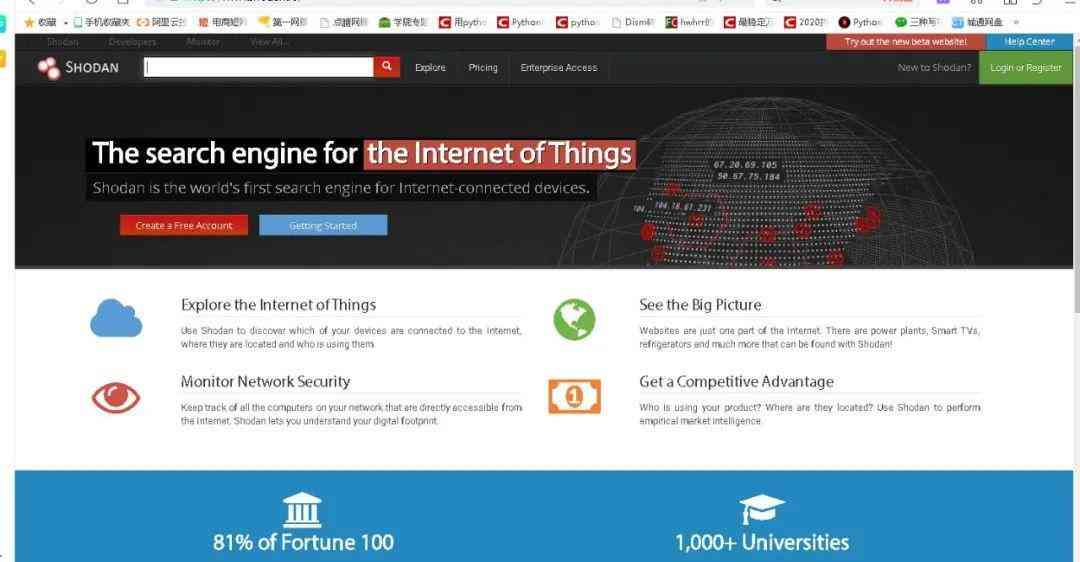 收藏 手机收藏夹 阿里云 电商 第一网 点 学 用pytho Python python Dism hwhrr的 最稳定 2020 Python 三种 城通网盘 »
Shodan Developers Monitor View All...
Try out the new beta website! Help Center
SHODAN Explore Pricing Enterprise Access New to Shodan? Login or Register
The search engine for the Internet of Things
Shodan is the world's first search engine for Internet-connected devices.
Create a Free Account Getting Started
67.20.69.105
50.67.75.184
104.18.61.231
104.
Explore the Internet of Things
Use Shodan to discover which of your devices are connected to the Internet,
where they are located and who is using them.
See the Big Picture
Websites are just one part of the Internet. There are power plants, Smart TVs,
refrigerators and much more that can be found with Shodan!
Monitor Network Security
Keep track of all the computers on your network that are directly accessible from
the Internet. Shodan lets you understand your digital footprint.
1
Get a Competitive Advantage
Who is using your product? Where are they located? Use Shodan to perform
empirical market intelligence.
81% of Fortune 100
1,000+ Universities